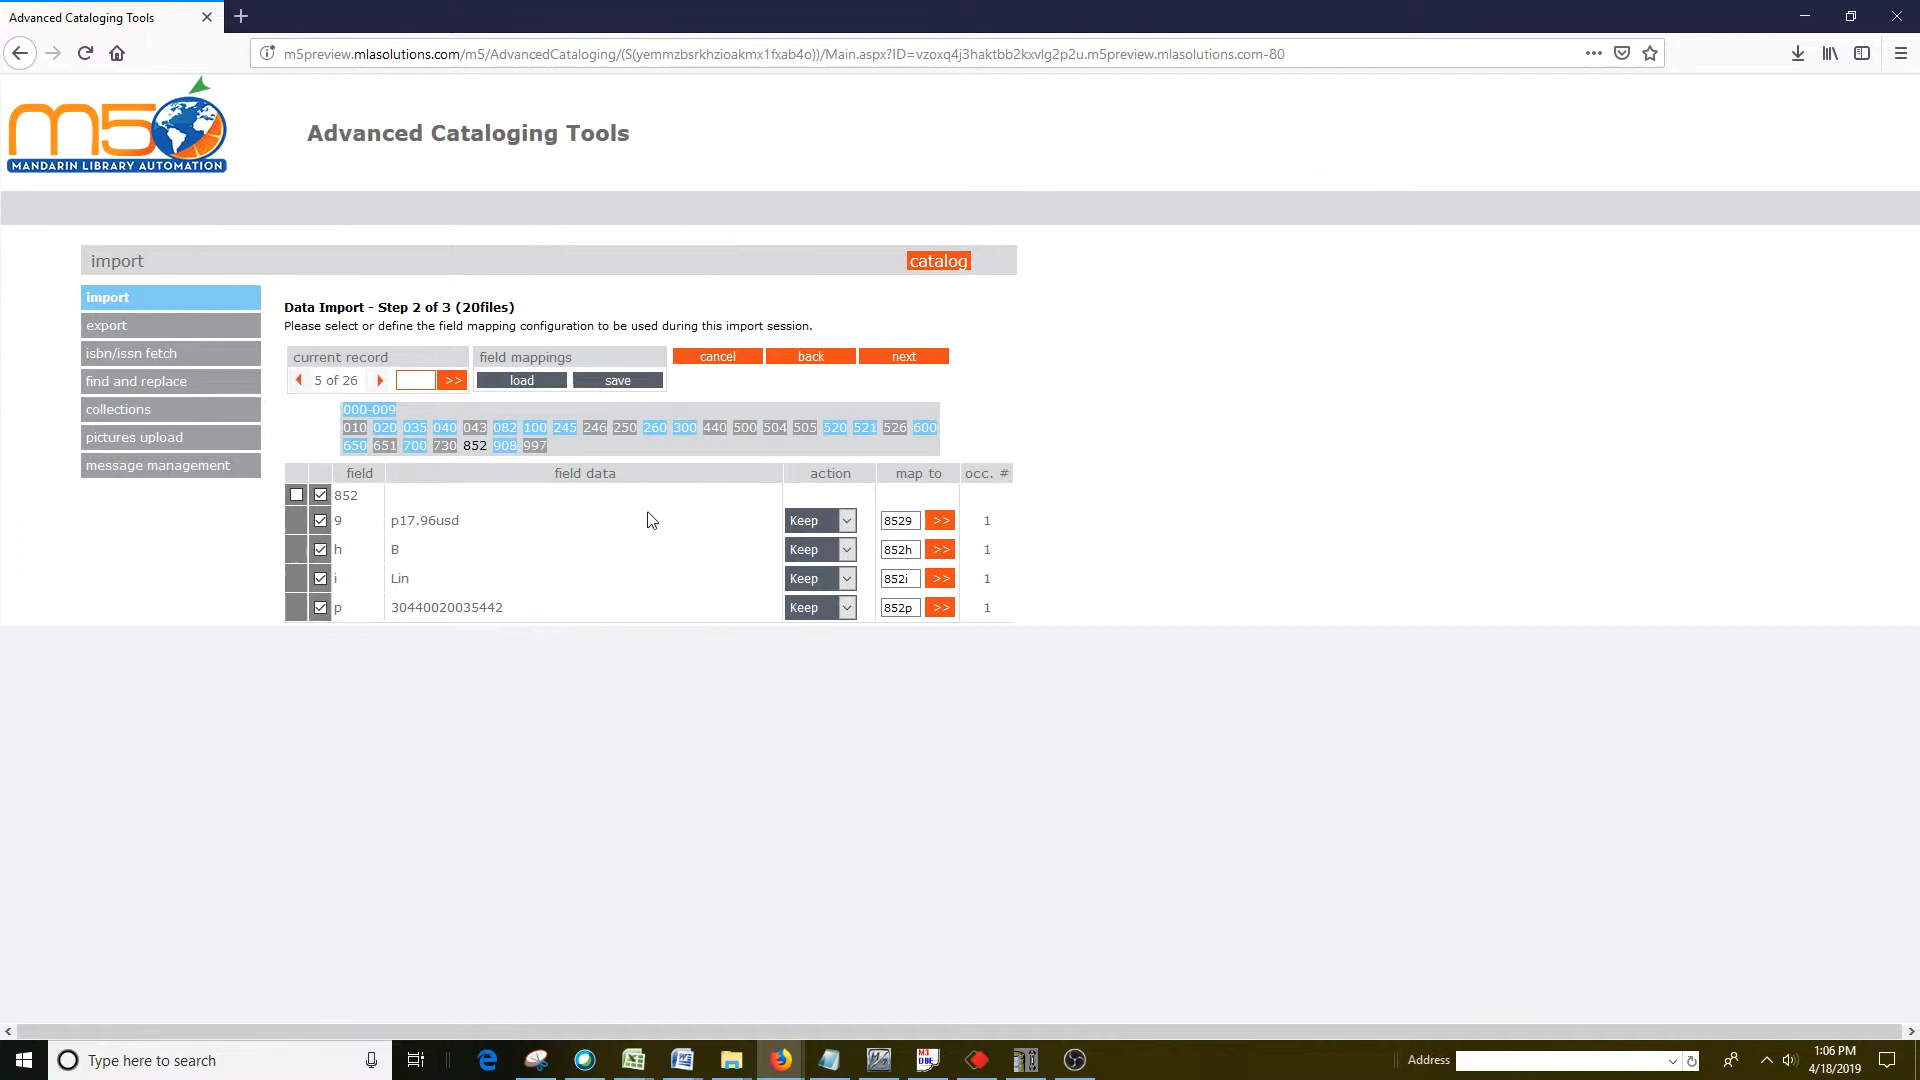 Advanced Cataloging Tools
m5preview.mlasolutions.com/m5/AdvancedCataloging/(S(yemmzbsrkhzioakmx1fxab4o))/Main.aspx?ID=vzoxq4j3haktbb2kxvlg2p2u.m5preview.mlasolutions.com-80
m5
MANDARIN LIBRARY AUTOMATION
Advanced Cataloging Tools
import catalog
import
export
isbn/issn fetch
find and replace
collections
pictures upload
message management
Data Import - Step 2 of 3 (20files)
Please select or define the field mapping configuration to be used during this import session.
current record field mappings cancel back next
5 of 26 >> load save
000-009
010 020 035 040 043 082 100 245 246 250 260 300 440 500 504 505 520 521 526 600
650 651 700 730 852 908 997
field field data action map to occ. #
852
9 p17.96usd Keep 8529 >> 1
h B Keep 852h >> 1
i Lin Keep 852i >> 1
p 30440020035442 Keep 852p >> 1
Type here to search
Address
1:06 PM
4/18/2019